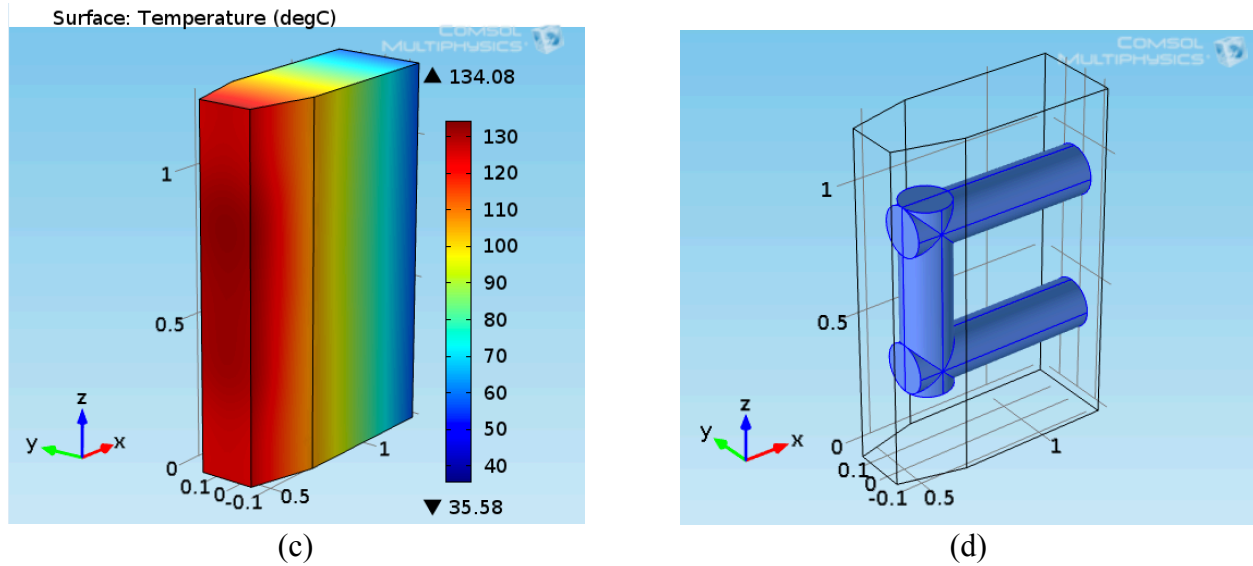 Surface: Temperature (degC)
COMSOL
MULTIPHYSICS
▲ 134.08
130
120
110
100
90
80
70
60
50
40
▼ 35.58
1
0.5
0
0.1
0
-0.1
0.5
1
z
y
x
(c)
COMSOL
MULTIPHYSICS
1
0.5
0
0.1
0
-0.1
0.5
1
z
y
x
(d)